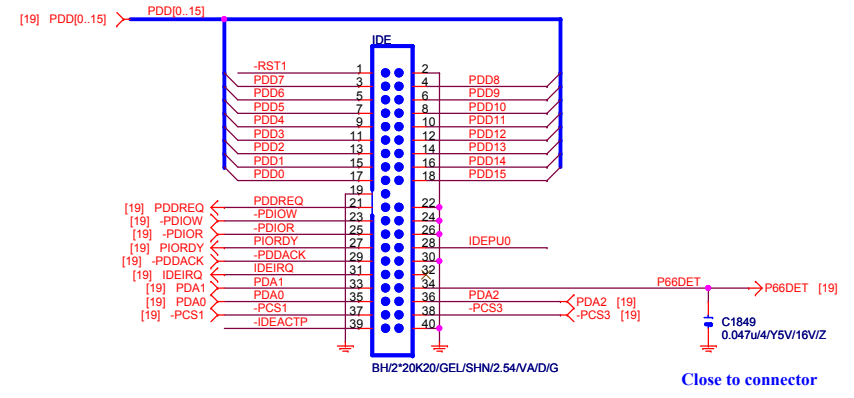 [19] PDD[0..15] PDD[0..15]
IDE
-RST1 1 2
PDD7 3 4 PDD8
PDD6 5 6 PDD9
PDD5 7 8 PDD10
PDD4 9 10 PDD11
PDD3 11 12 PDD12
PDD2 13 14 PDD13
PDD1 15 16 PDD14
PDD0 17 18 PDD15
19
[19] PDDREQ PDDREQ 21 22
[19] -PDIOW -PDIOW 23 24
[19] -PDIOR -PDIOR 25 26
[19] PIORDY PIORDY 27 28 IDEPU0
[19] -PDDACK -PDDACK 29 30
[19] IDEIRQ IDEIRQ 31 32
[19] PDA1 PDA1 33 34 P66DET P66DET [19]
[19] PDA0 PDA0 35 36 PDA2 PDA2 [19]
[19] -PCS1 -PCS1 37 38 -PCS3 -PCS3 [19]
-IDEACTP 39 40
C1849
0.047u/4/Y5V/16V/Z
BH/2*20K20/GEL/SHN/2.54/VA/D/G
Close to connector